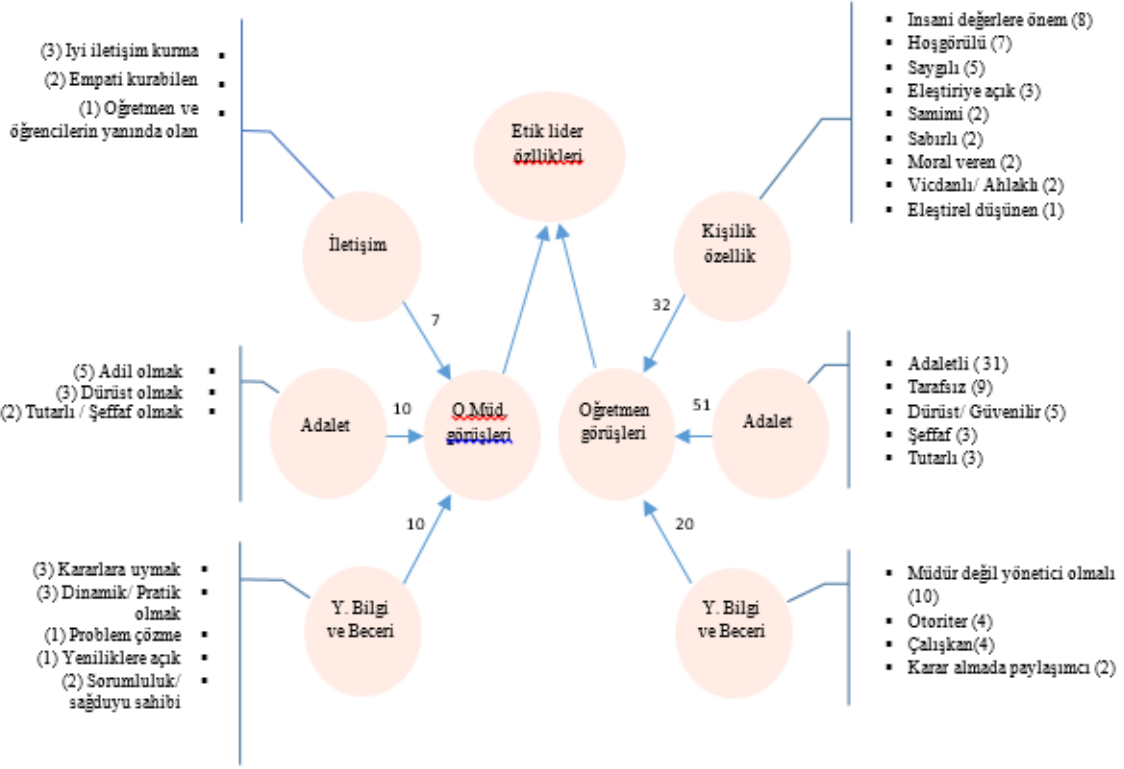 (3) Iyi iletişim kurma
(2) Empati kurabilen
(1) Oğretmen ve
öğrencilerin yanında olan
Etik lider
özllikleri
Insani değerlere önem (8)
Hoşgörülü (7)
Saygılı (5)
Eleştiriye açık (3)
Samimi (2)
Sabırlı (2)
Moral veren (2)
Vicdanlı/ Ahlaklı (2)
Eleştirel düşünen (1)
İletişim
Kişilik
özellik
7
32
(5) Adil olmak
(3) Dürüst olmak
(2) Tutarlı / Şeffaf olmak
Adalet
10
O.Müd
görüşleri
Oğretmen
görüşleri
51
Adalet
Adaletli (31)
Tarafsız (9)
Dürüst/ Güvenilir (5)
Şeffaf (3)
Tutarlı (3)
10
20
(3) Kararlara uymak
(3) Dinamik/ Pratik
olmak
(1) Problem çözme
(1) Yeniliklere açık
(2) Sorumluluk/
sağduyu sahibi
Y. Bilgi
ve Beceri
Y. Bilgi
ve Beceri
Müdür değil yönetici olmalı
(10)
Otoriter (4)
Çalışkan(4)
Karar almada paylaşımcı (2)